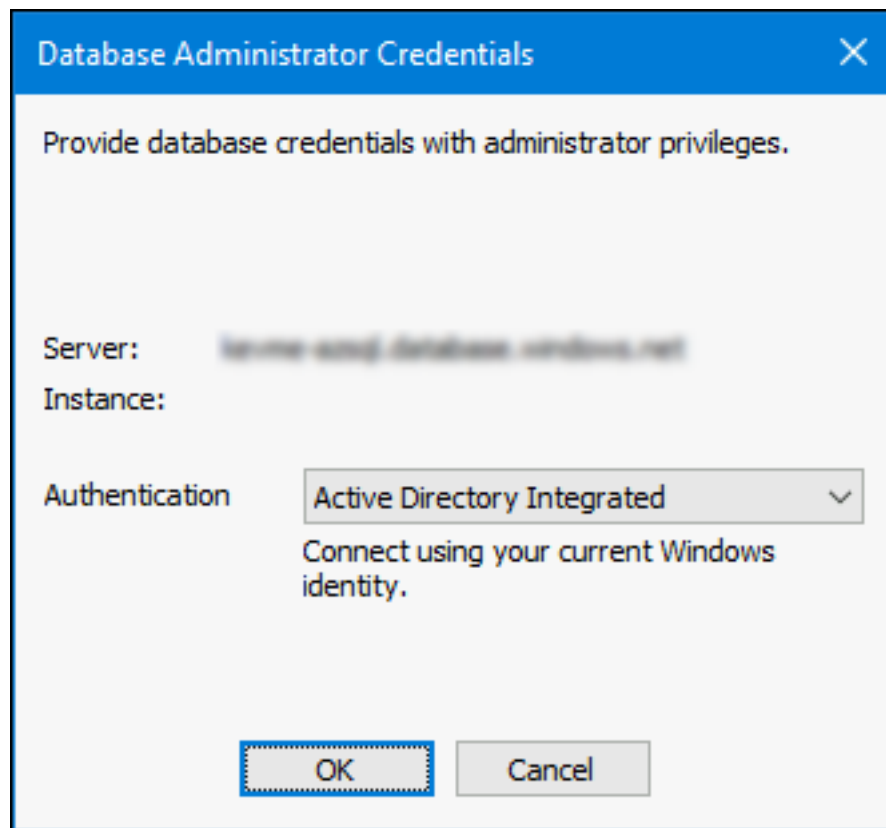 Database Administrator Credentials
Provide database credentials with administrator privileges.
Server:
Instance:
Authentication Active Directory Integrated
Connect using your current Windows
identity.
OK Cancel